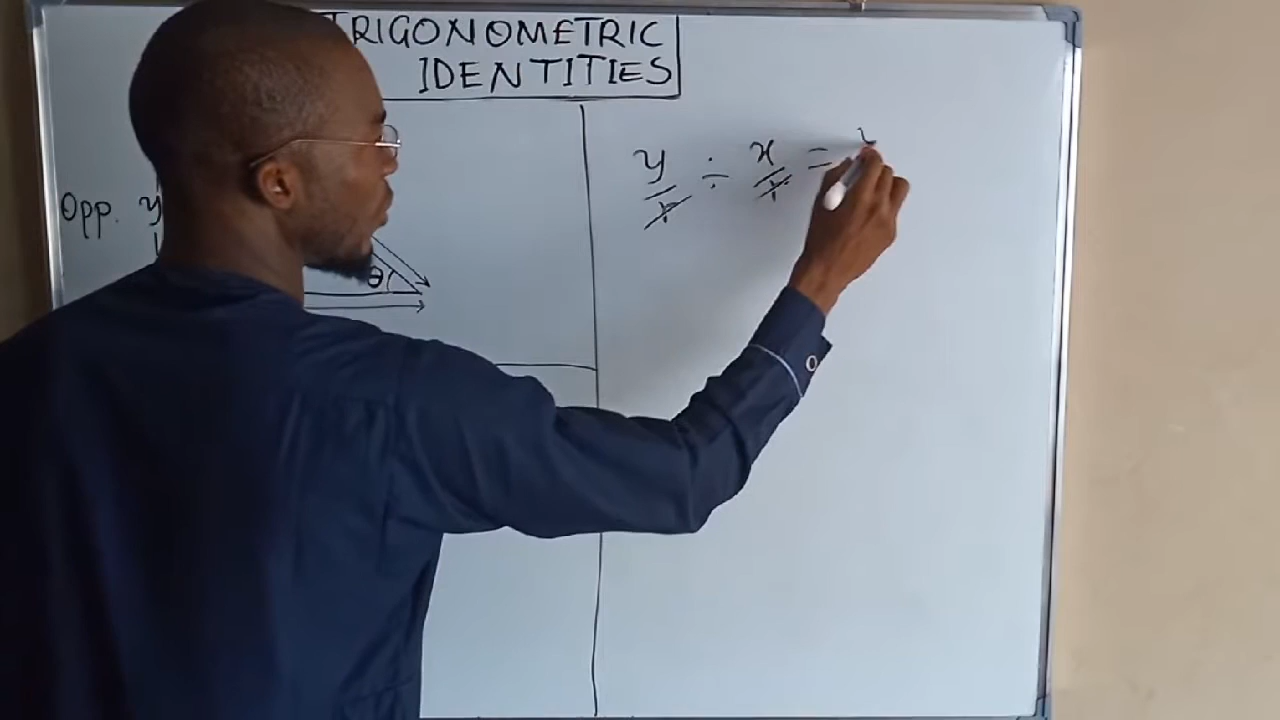 TRIGONOMETRIC
IDENTITIES
Opp. y
θ
y/r ÷ x/r =